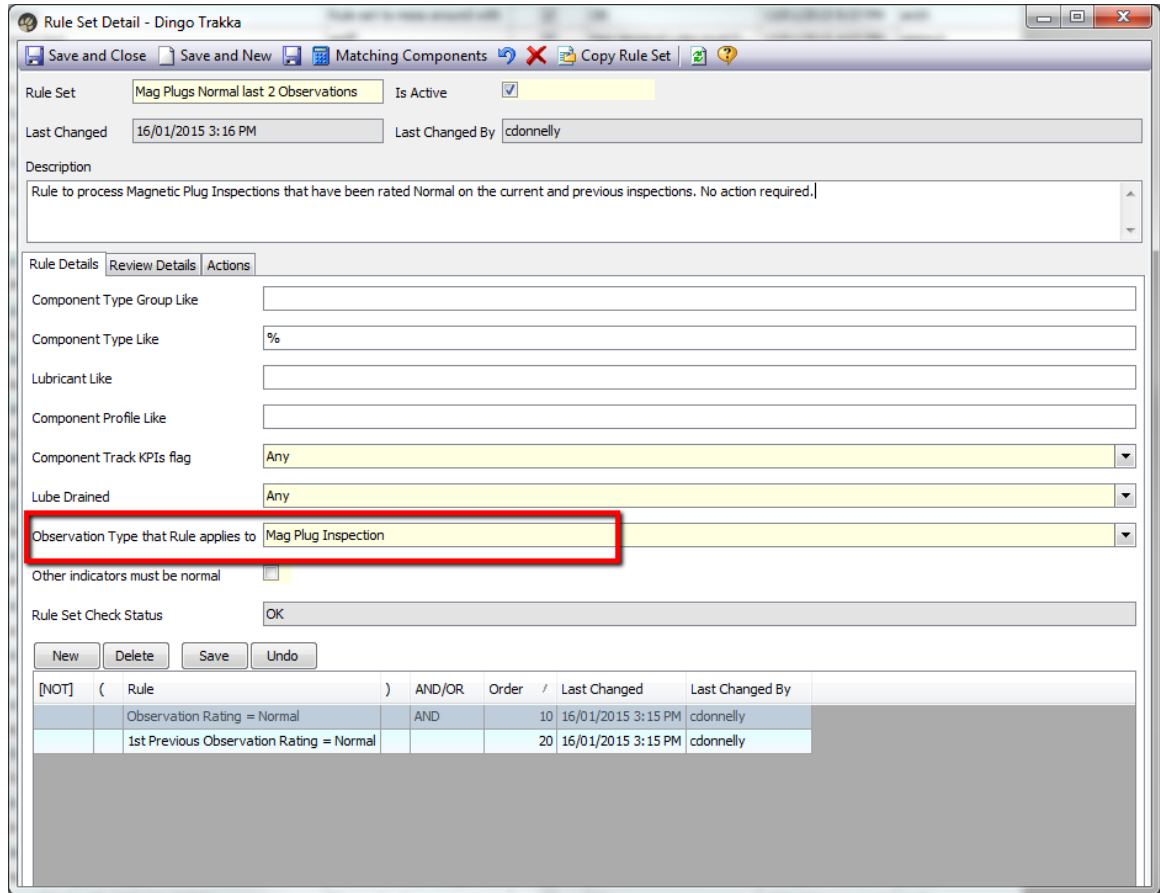 Rule Set Detail - Dingo Trakka
Save and Close Save and New Matching Components Copy Rule Set
Rule Set Mag Plugs Normal last 2 Observations Is Active
Last Changed 16/01/2015 3:16 PM Last Changed By cdonnelly
Description
Rule to process Magnetic Plug Inspections that have been rated Normal on the current and previous inspections. No action required.
Rule Details Review Details Actions
Component Type Group Like
Component Type Like %
Lubricant Like
Component Profile Like
Component Track KPIs flag Any
Lube Drained Any
Observation Type that Rule applies to Mag Plug Inspection
Other indicators must be normal
Rule Set Check Status OK
New Delete Save Undo
[NOT] ( Rule ) AND/OR Order Last Changed Last Changed By
Observation Rating = Normal AND 10 16/01/2015 3:15 PM cdonnelly
1st Previous Observation Rating = Normal 20 16/01/2015 3:15 PM cdonnelly